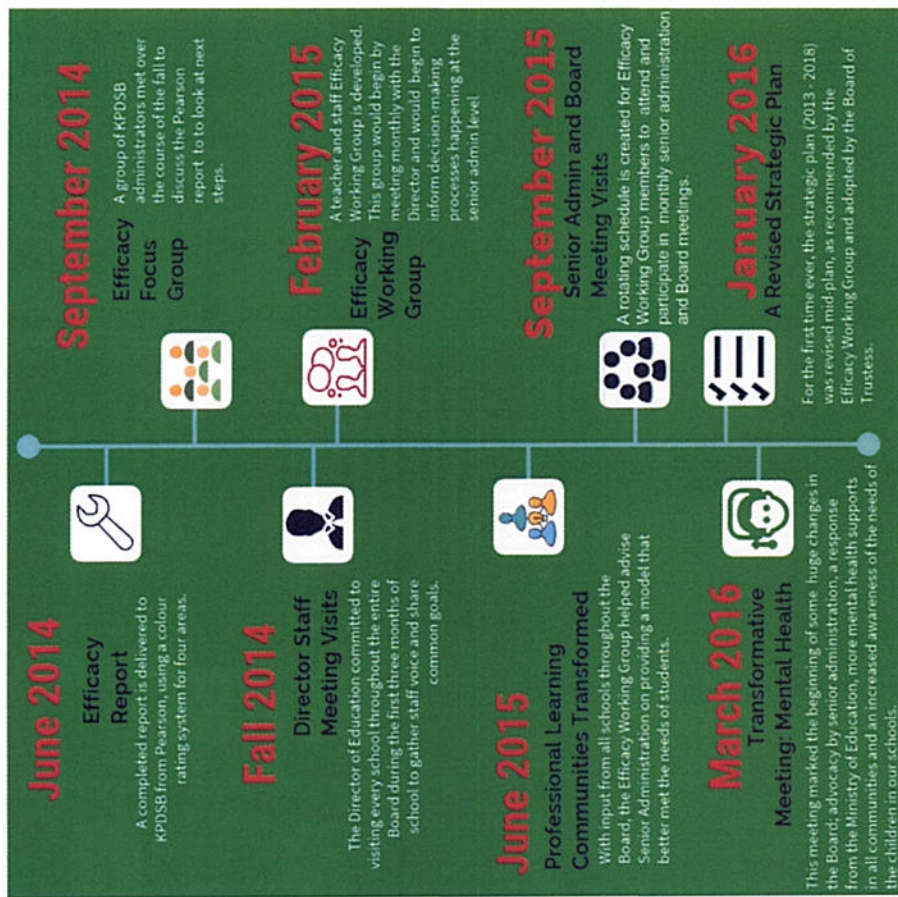 June 2014
Efficacy
Report
A completed report is delivered to
KPDSB from Pearson, using a colour
rating system for four areas.
September 2014
Efficacy
Focus
Group
A group of KPDSB
administrators met over
the course of the fall to
discuss the Pearson
report to to look at next
steps.
Fall 2014
Director Staff
Meeting Visits
The Director of Education committed to
visiting every school throughout the entire
Board during the first three months of
school to gather staff voice and share
common goals.
February 2015
Efficacy
Working
Group
A teacher and staff Efficacy
Working Group is developed.
This group would begin by
meeting monthly with the
Director and would begin to
inform decision-making
processes happening at the
senior admin level
June 2015
Professional Learning
Communities Transformed
With input from all schools throughout the
Board, the Efficacy Working Group helped advise
Senior Administration on providing a model that
better met the needs of students.
September 2015
Senior Admin and Board
Meeting Visits
A rotating schedule is created for Efficacy
Working Group members to attend and
participate in monthly senior administration
and Board meetings.
January 2016
A Revised Strategic Plan
For the first time ever, the strategic plan (2013 - 2018)
was revised mid-plan, as recommended by the
Efficacy Working Group and adopted by the Board of
Trustess.
March 2016
Transformative
Meeting: Mental Health
This meeting marked the beginning of some huge changes in
the Board; advocacy by senior administration, a response
from the Ministry of Education, more mental health supports
in all communities and an increased awareness of the needs of
the children in our schools.